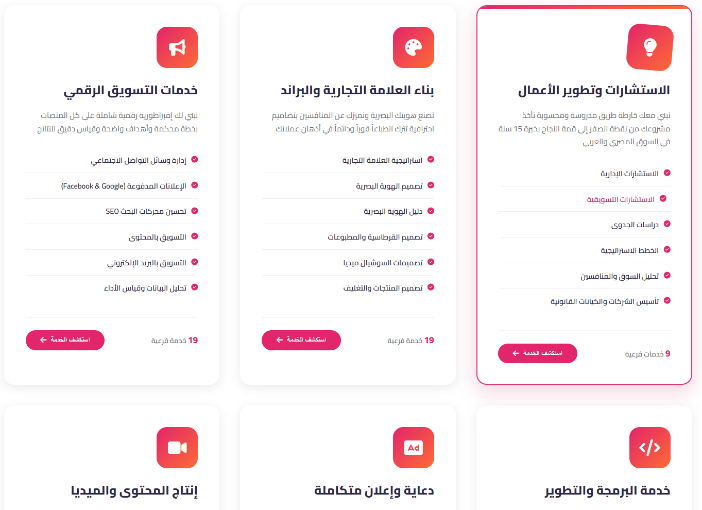 الاستشارات وتطوير الأعمال
نبني معك خارطة طريق مدروسة ومحسوبة تأخذ
مشروعك من نقطة الصفر إلى قمة النجاح بخبرة 15 سنة
في السوق المصري والعربي
الاستشارات الإدارية
الاستشارات التسويقية
دراسات الجدوى
الخطط الاستراتيجية
تحليل السوق والمنافسين
تأسيس الشركات والكيانات القانونية
9 خدمات فرعية
استكشف الخدمة
بناء العلامة التجارية والبراند
نصنع هويتك البصرية ونميزك عن المنافسين بتصاميم
احترافية تترك انطباعاً قوياً ودائماً في أذهان عملائك
استراتيجية العلامة التجارية
تصميم الهوية البصرية
دليل الهوية البصرية
تصميم القرطاسية والمطبوعات
تصميمات السوشيال ميديا
تصميم المنتجات والتغليف
19 خدمة فرعية
استكشف الخدمة
خدمات التسويق الرقمي
نبني لك إمبراطورية رقمية شاملة على كل المنصات
بخطة محكمة وأهداف واضحة وقياس دقيق للنتائج
إدارة وسائل التواصل الاجتماعي
الإعلانات المدفوعة (Facebook & Google)
تحسين محركات البحث SEO
التسويق بالمحتوى
التسويق بالبريد الإلكتروني
تحليل البيانات وقياس الأداء
19 خدمة فرعية
استكشف الخدمة
خدمة البرمجة والتطوير
Ad
دعاية وإعلان متكاملة
إنتاج المحتوى والميديا